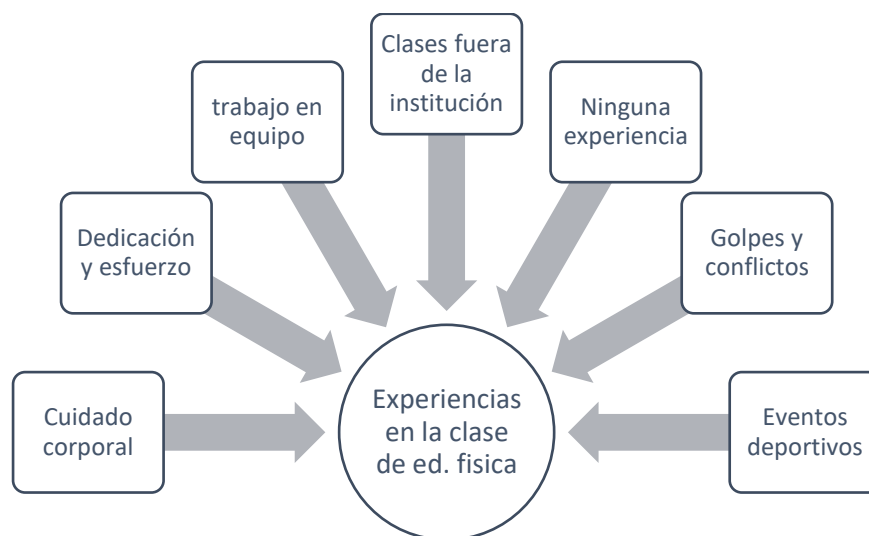 Clases fuera
de la
institución
trabajo en
equipo
Ninguna
experiencia
Dedicación
y esfuerzo
Golpes y
conflictos
Cuidado
corporal
Experiencias
en la clase
de ed. fisica
Eventos
deportivos